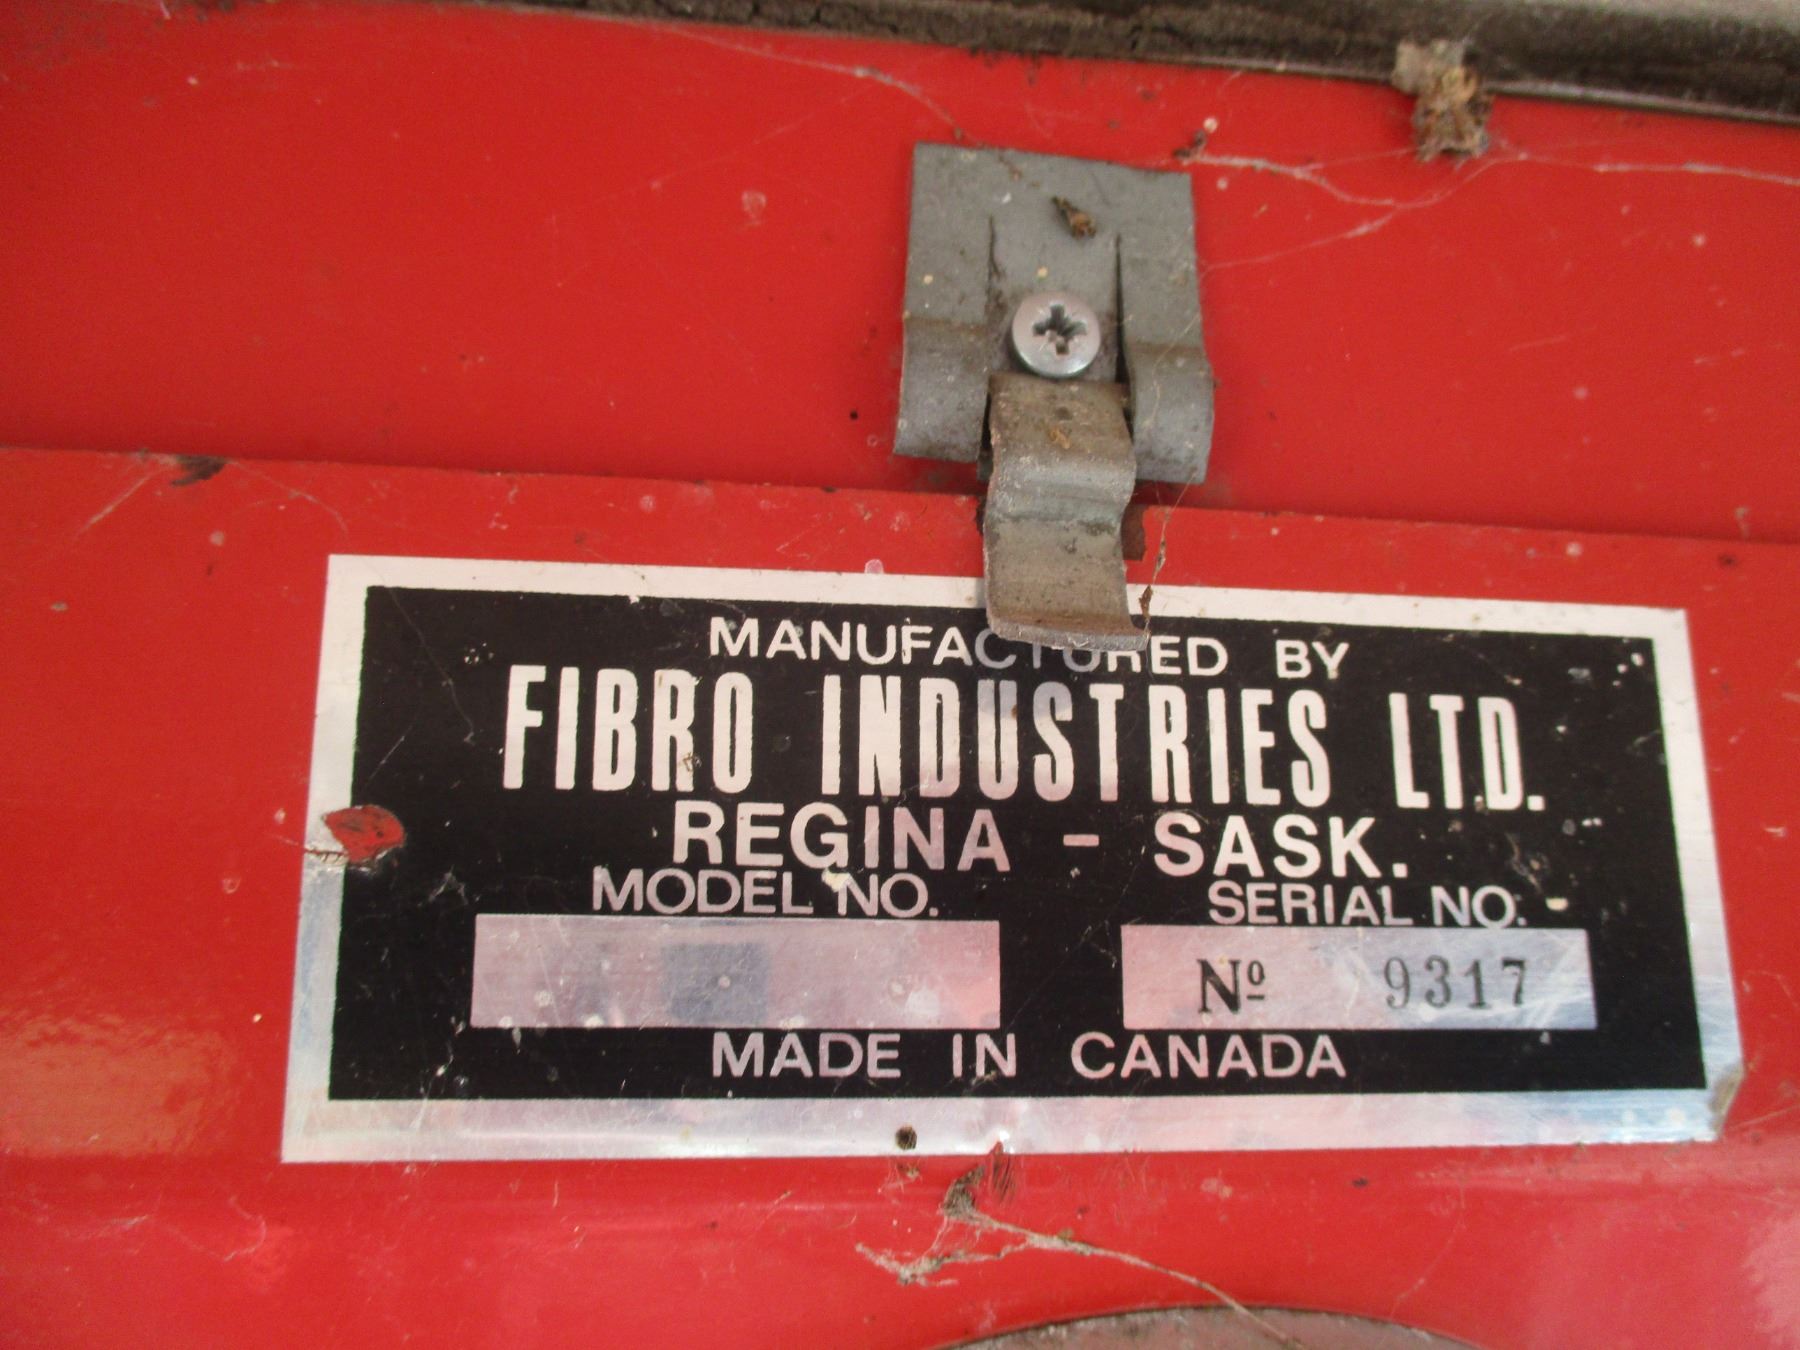 MANUFACTURED BY
FIBRO INDUSTRIES LTD.
REGINA - SASK.
MODEL NO. SERIAL NO.
Nº 9317
MADE IN CANADA